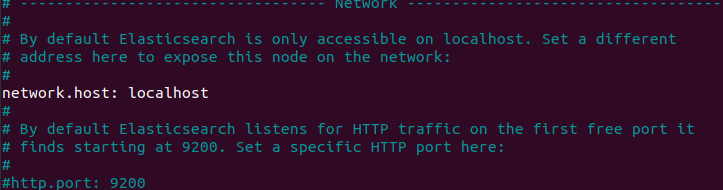 # ---------------------------------- Network -----------------------------------
#
# By default Elasticsearch is only accessible on localhost. Set a different
# address here to expose this node on the network:
#
network.host: localhost
#
# By default Elasticsearch listens for HTTP traffic on the first free port it
# finds starting at 9200. Set a specific HTTP port here:
#
#http.port: 9200